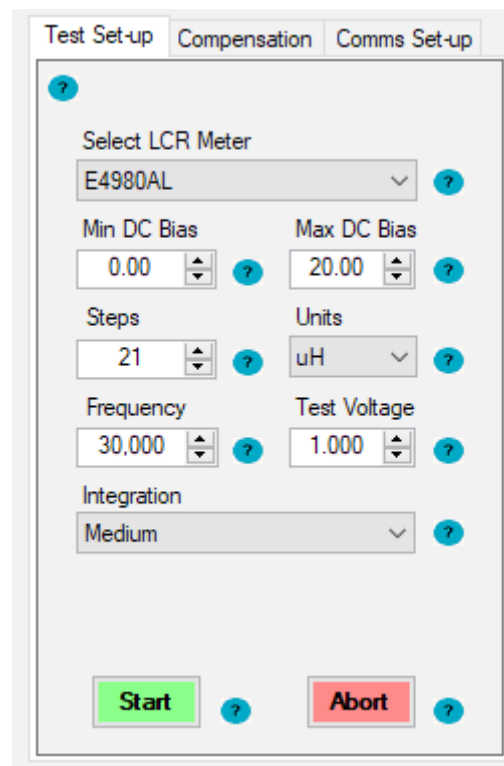 Test Set-up Compensation Comms Set-up
?
Select LCR Meter
E4980AL ?
Min DC Bias Max DC Bias
0.00 ? 20.00 ?
Steps Units
21 ? uH ?
Frequency Test Voltage
30,000 ? 1.000 ?
Integration
Medium ?
Start ? Abort ?